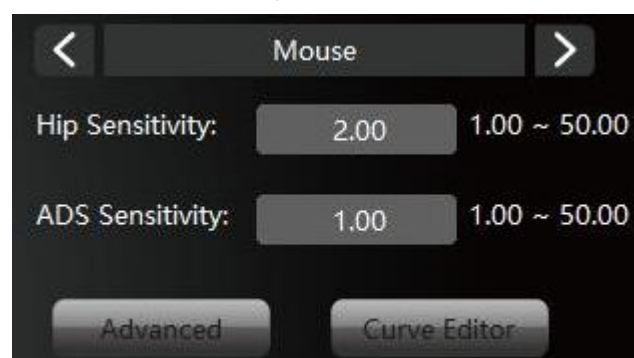 Mouse
Hip Sensitivity: 2.00 1.00 ~ 50.00
ADS Sensitivity: 1.00 1.00 ~ 50.00
Advanced Curve Editor